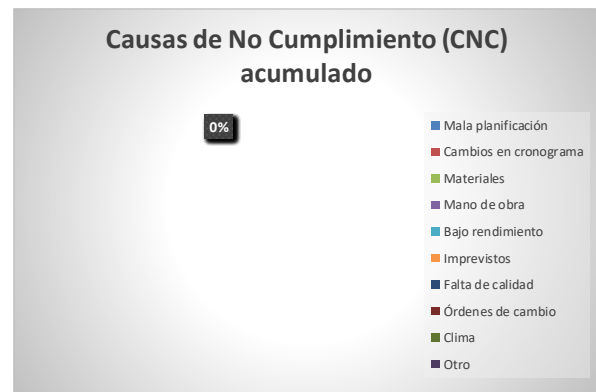 Causas de No Cumplimiento (CNC)
acumulado
0%
Mala planificación
Cambios en cronograma
Materiales
Mano de obra
Bajo rendimiento
Imprevistos
Falta de calidad
Órdenes de cambio
Clima
Otro